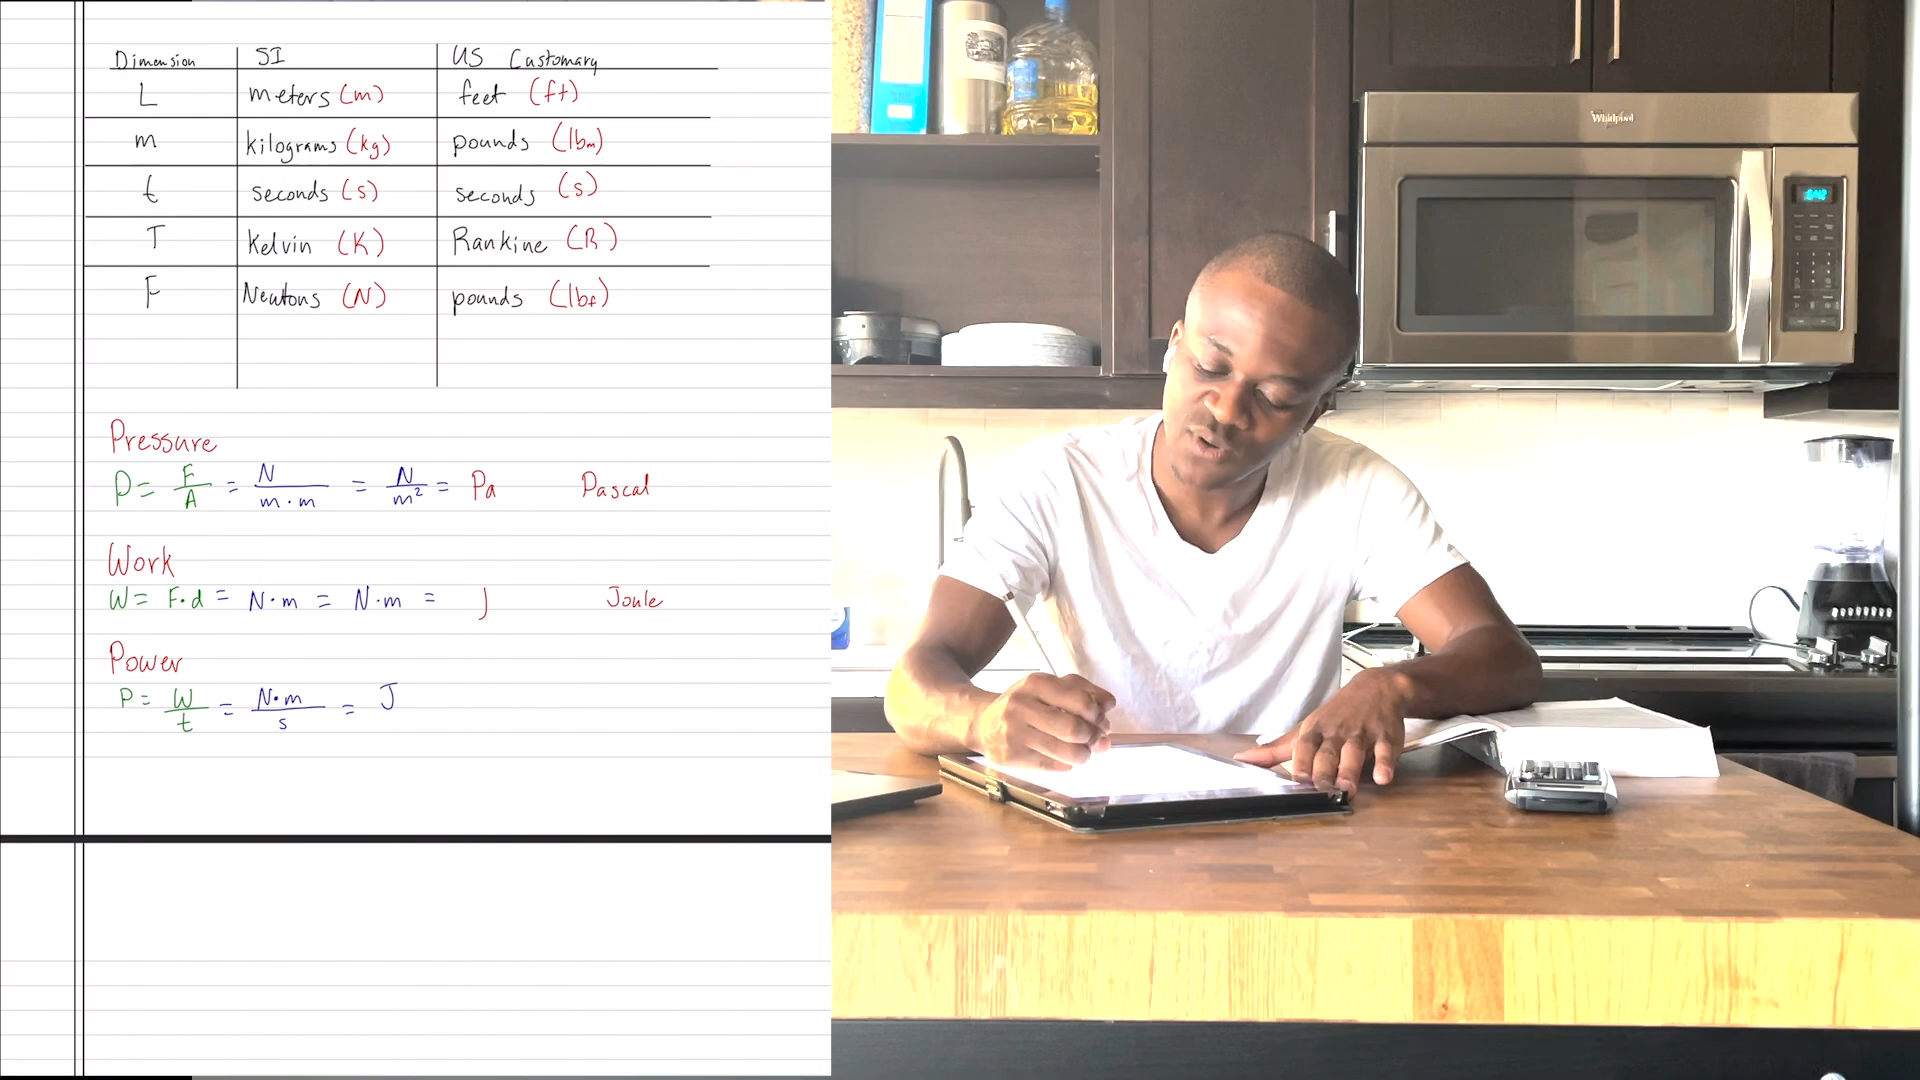 Dimension SI US Customary
L meters (m) feet (ft)
m kilograms (kg) pounds (lbm)
t seconds (s) seconds (s)
T Kelvin (K) Rankine (R)
F Newtons (N) pounds (lbf)
Pressure
P = F/A = N/m·m = N/m² = Pa Pascal
Work
W = F·d = N·m = N·m = J Joule
Power
P = W/t = N·m/s = J
Whirlpool